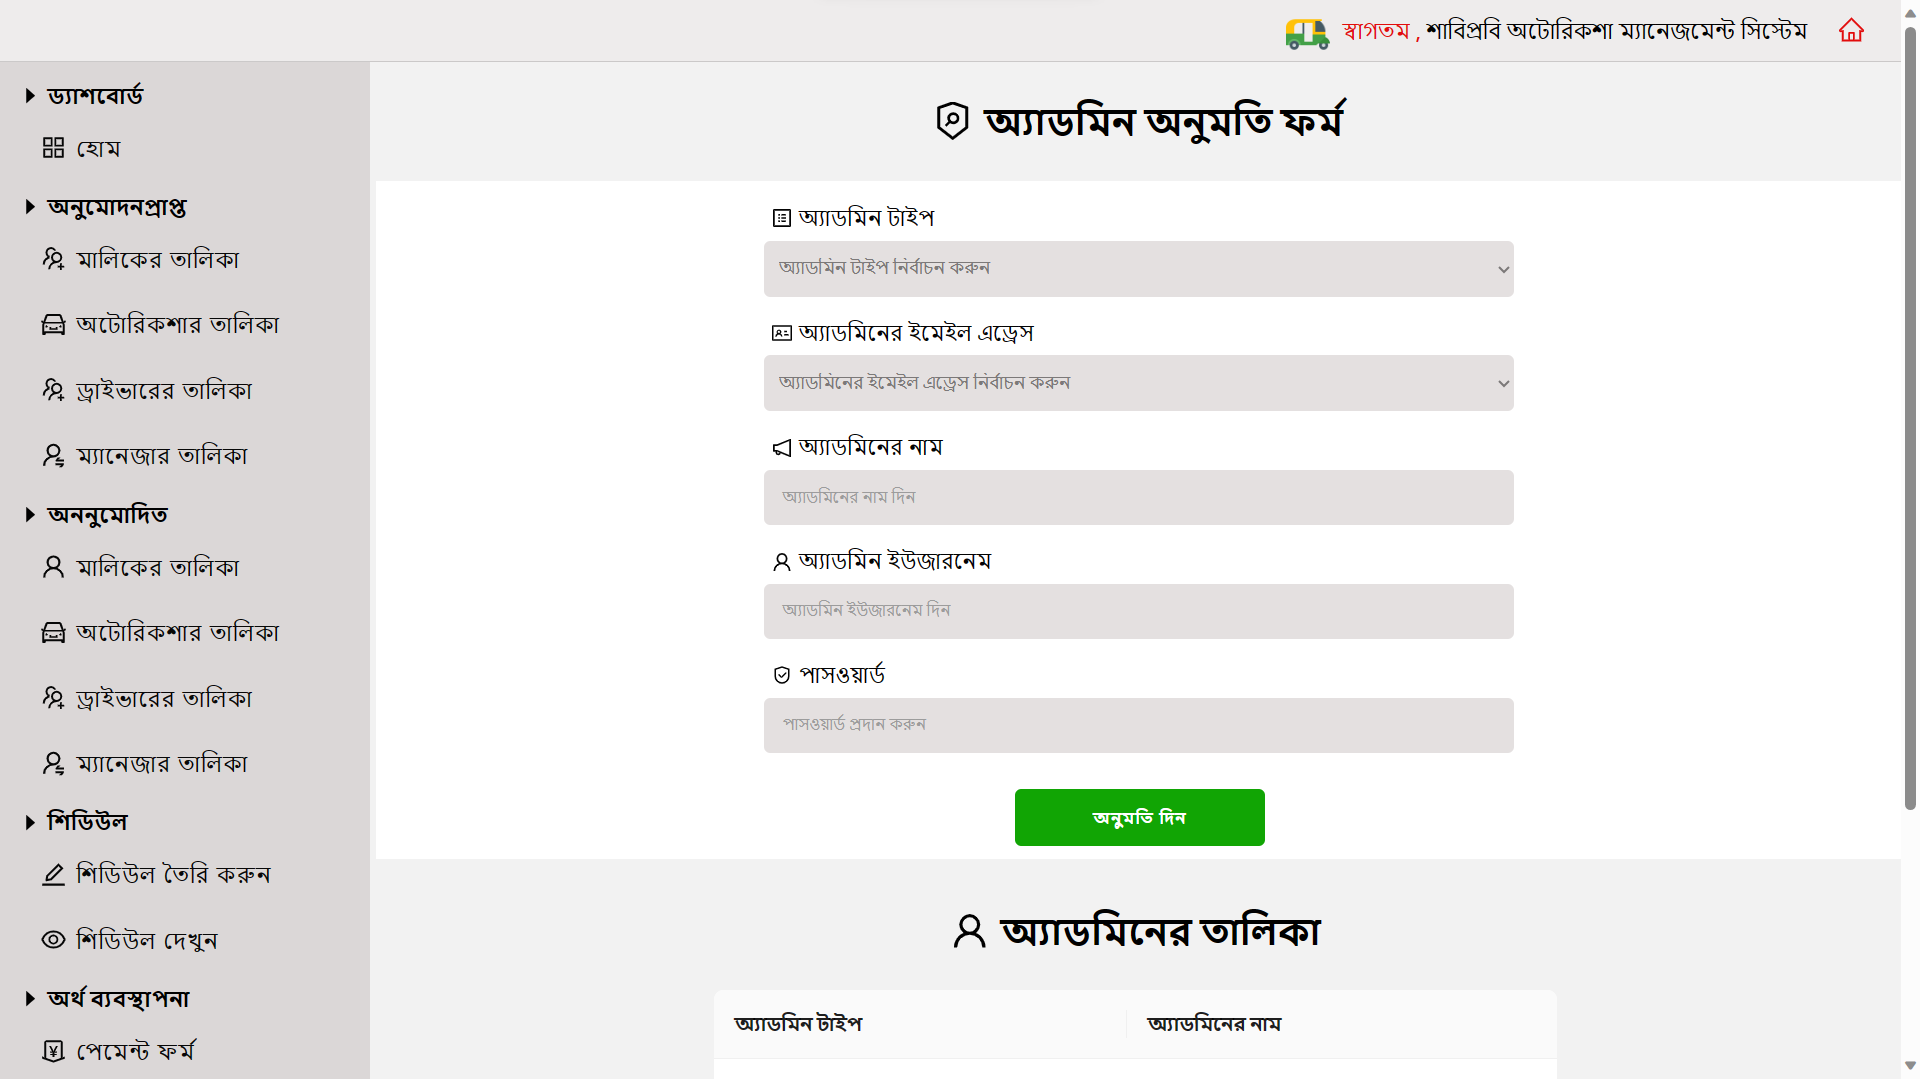 স্বাগতম , শাবিপ্রবি অটোরিকশা ম্যানেজমেন্ট সিস্টেম
ড্যাশবোর্ড
হোম
অনুমোদনপ্রাপ্ত
মালিকের তালিকা
অটোরিকশার তালিকা
ড্রাইভারের তালিকা
ম্যানেজার তালিকা
অননুমোদিত
মালিকের তালিকা
অটোরিকশার তালিকা
ড্রাইভারের তালিকা
ম্যানেজার তালিকা
শিডিউল
শিডিউল তৈরি করুন
শিডিউল দেখুন
অর্থ ব্যবস্থাপনা
পেমেন্ট ফর্ম
অ্যাডমিন অনুমতি ফর্ম
অ্যাডমিন টাইপ
অ্যাডমিন টাইপ নির্বাচন করুন
অ্যাডমিনের ইমেইল এড্রেস
অ্যাডমিনের ইমেইল এড্রেস নির্বাচন করুন
অ্যাডমিনের নাম
অ্যাডমিনের নাম দিন
অ্যাডমিন ইউজারনেম
অ্যাডমিন ইউজারনেম দিন
পাসওয়ার্ড
পাসওয়ার্ড প্রদান করুন
অনুমতি দিন
অ্যাডমিনের তালিকা
অ্যাডমিন টাইপ অ্যাডমিনের নাম